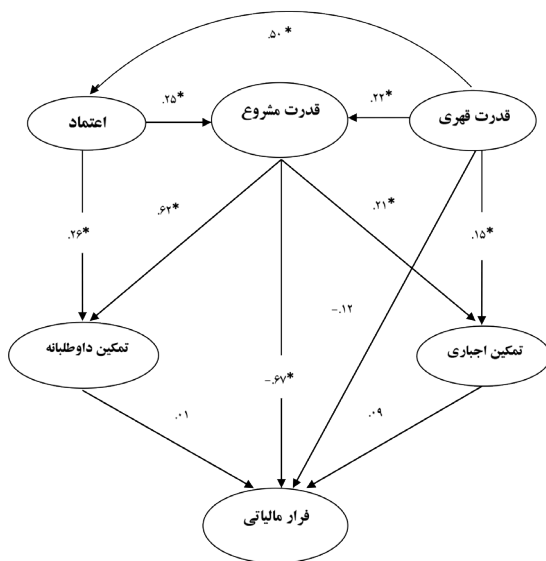 .۵۰*
.۲۵*
.۲۲*
قدرت قهری
قدرت مشروع
اعتماد
.۲۶*
.۶۲*
.۲۱*
.۱۵*
-.۱۲
تمکین داوطلبانه
تمکین اجباری
-.۶۷*
.۰۱
.۰۹
فرار مالیاتی